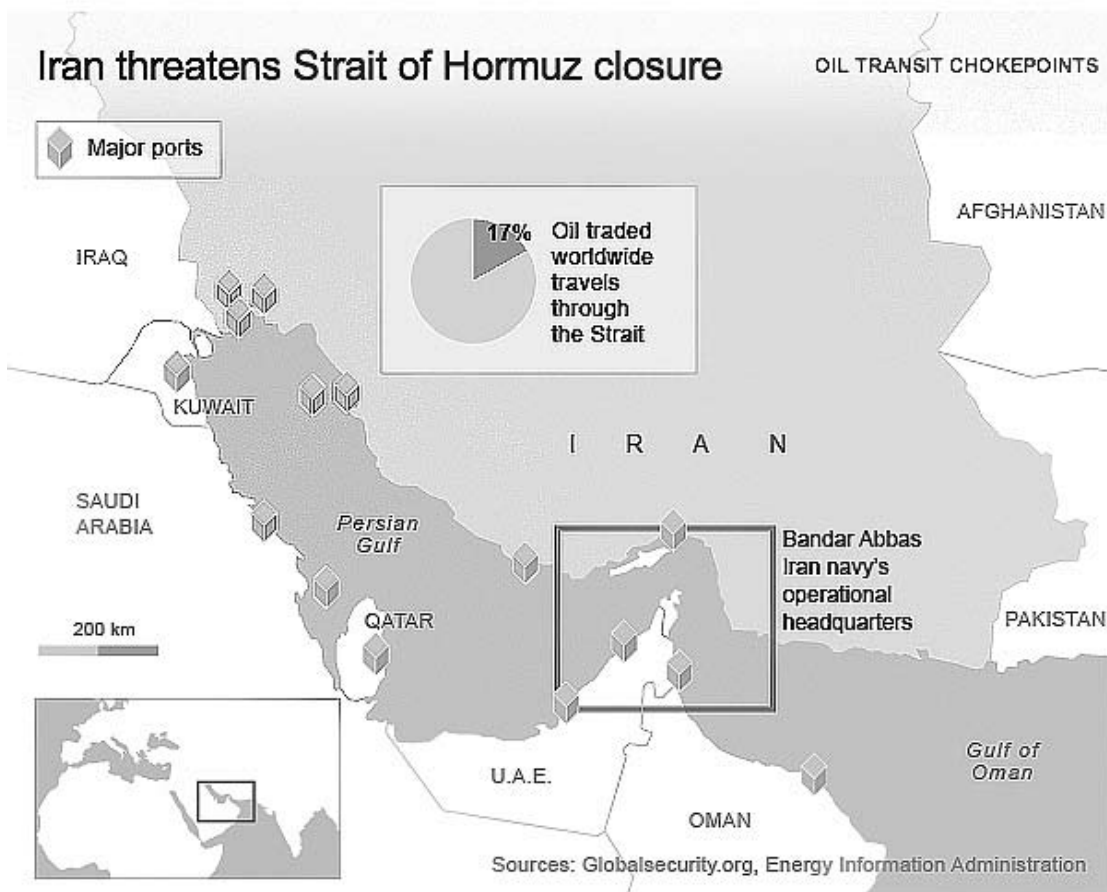 Iran threatens Strait of Hormuz closure
OIL TRANSIT CHOKEPOINTS
Major ports
17%
Oil traded
worldwide
travels
through
the Strait
AFGHANISTAN
IRAQ
KUWAIT
I R A N
SAUDI
ARABIA
Persian
Gulf
Bandar Abbas
Iran navy's
operational
headquarters
QATAR
PAKISTAN
200 km
U.A.E.
Gulf of
Oman
OMAN
Sources: Globalsecurity.org, Energy Information Administration